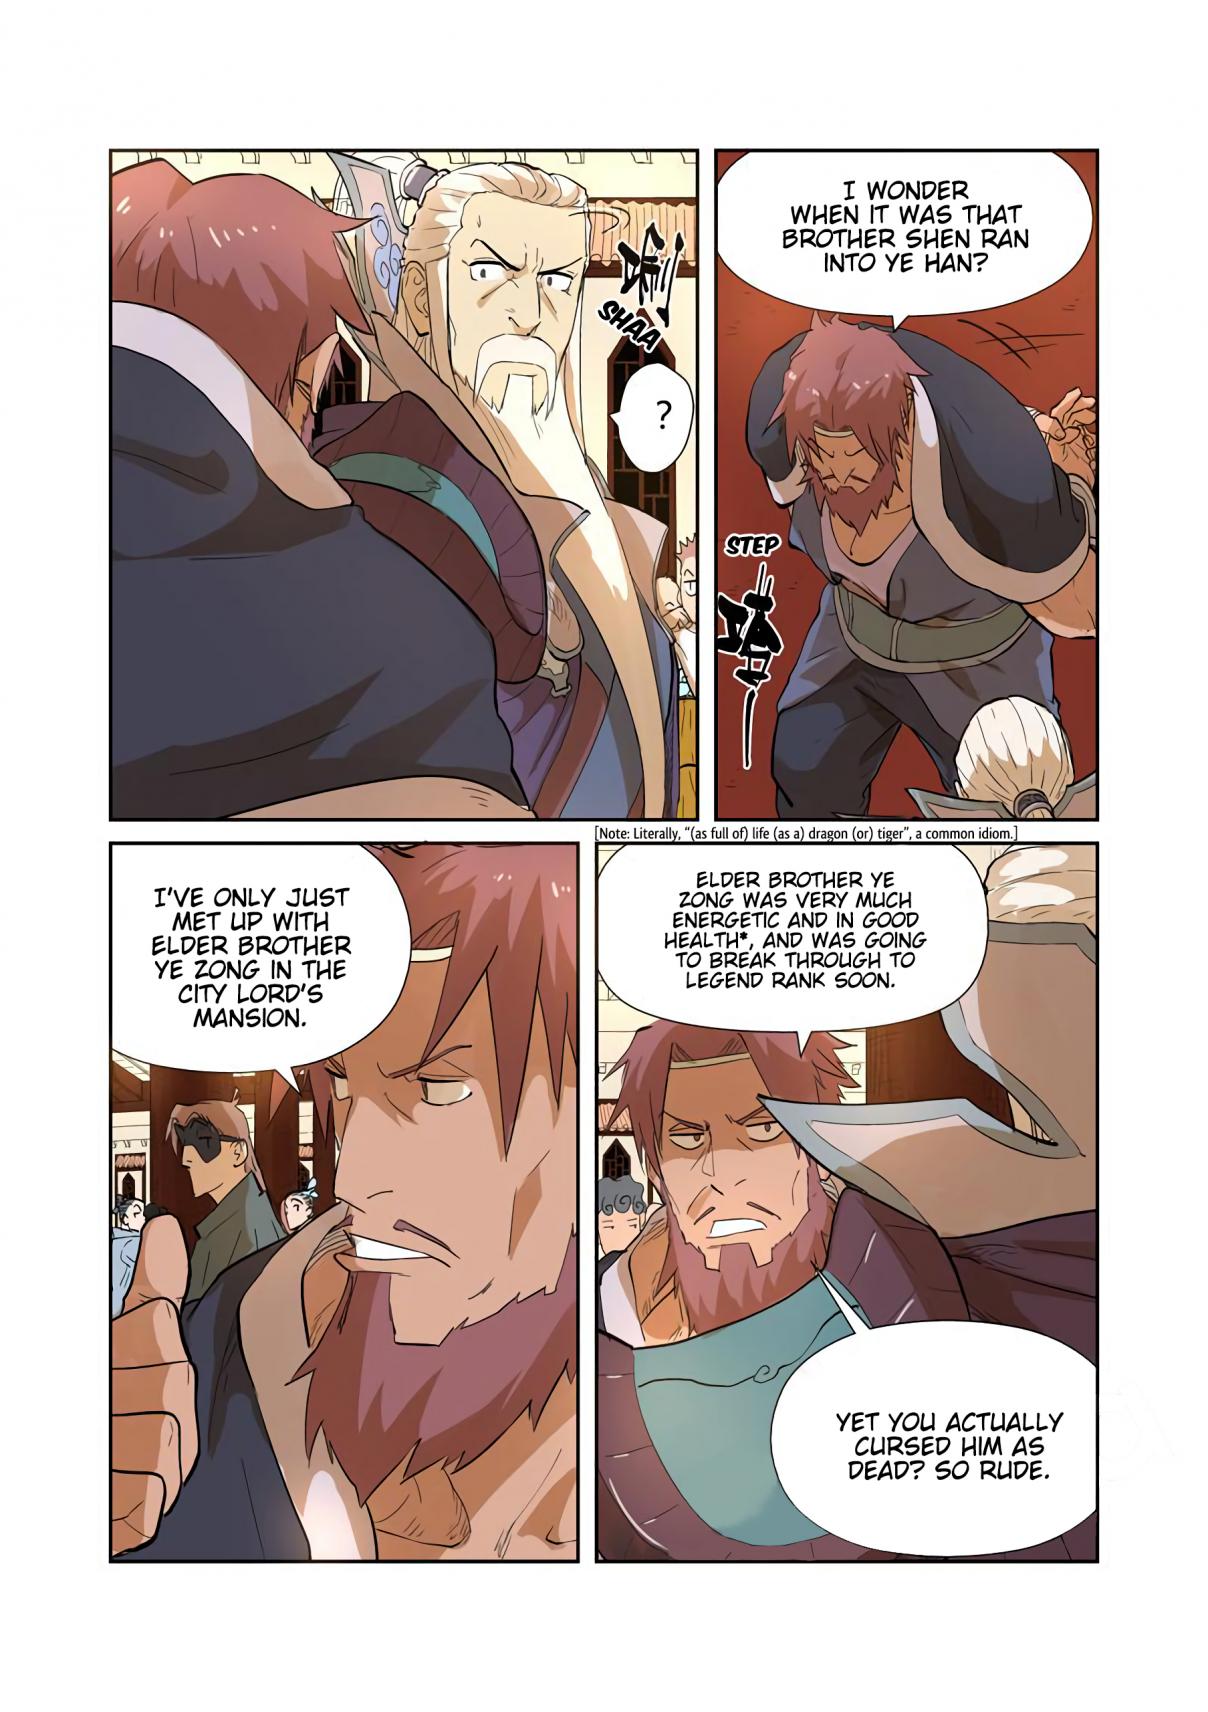 SHAA
?
I WONDER
WHEN IT WAS THAT
BROTHER SHEN RAN
INTO YE HAN?
STEP
[Note: Literally, "(as full of) life (as a) dragon (or) tiger", a common idiom.]
I'VE ONLY JUST
MET UP WITH
ELDER BROTHER
YE ZONG IN THE
CITY LORD'S
MANSION.
ELDER BROTHER YE
ZONG WAS VERY MUCH
ENERGETIC AND IN GOOD
HEALTH*, AND WAS GOING
TO BREAK THROUGH TO
LEGEND RANK SOON.
YET YOU ACTUALLY
CURSED HIM AS
DEAD? SO RUDE.